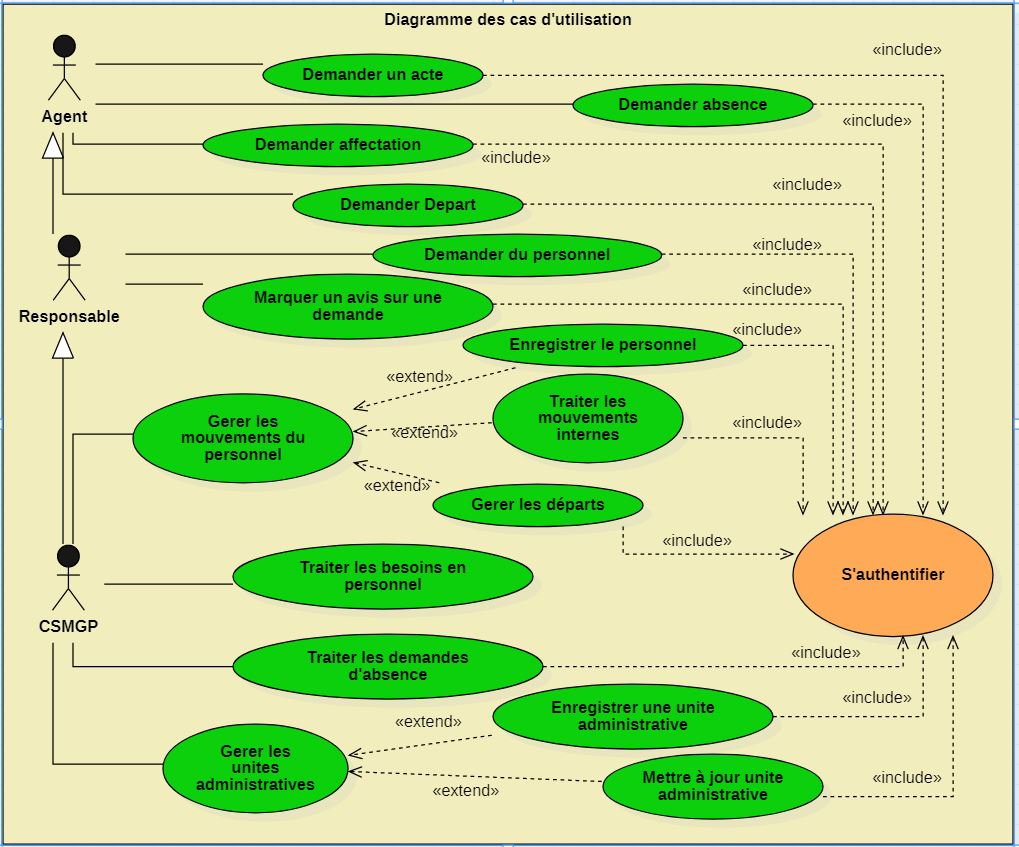 Diagramme des cas d'utilisation
«include»
Demander un acte
Demander absence
Agent
«include»
Demander affectation
«include»
«include»
Demander Depart
«include»
Demander du personnel
«include»
Marquer un avis sur une
demande
Responsable
«include»
Enregistrer le personnel
«extend»
Traiter les
mouvements
internes
Gerer les
mouvements du
personnel
«include»
«extend»
«extend»
Gerer les départs
«include»
S'authentifier
Traiter les besoins en
personnel
CSMGP
«include»
Traiter les demandes
d'absence
«include»
Enregistrer une unite
administrative
«extend»
Gerer les
unites
administratives
«include»
Mettre à jour unite
administrative
«extend»